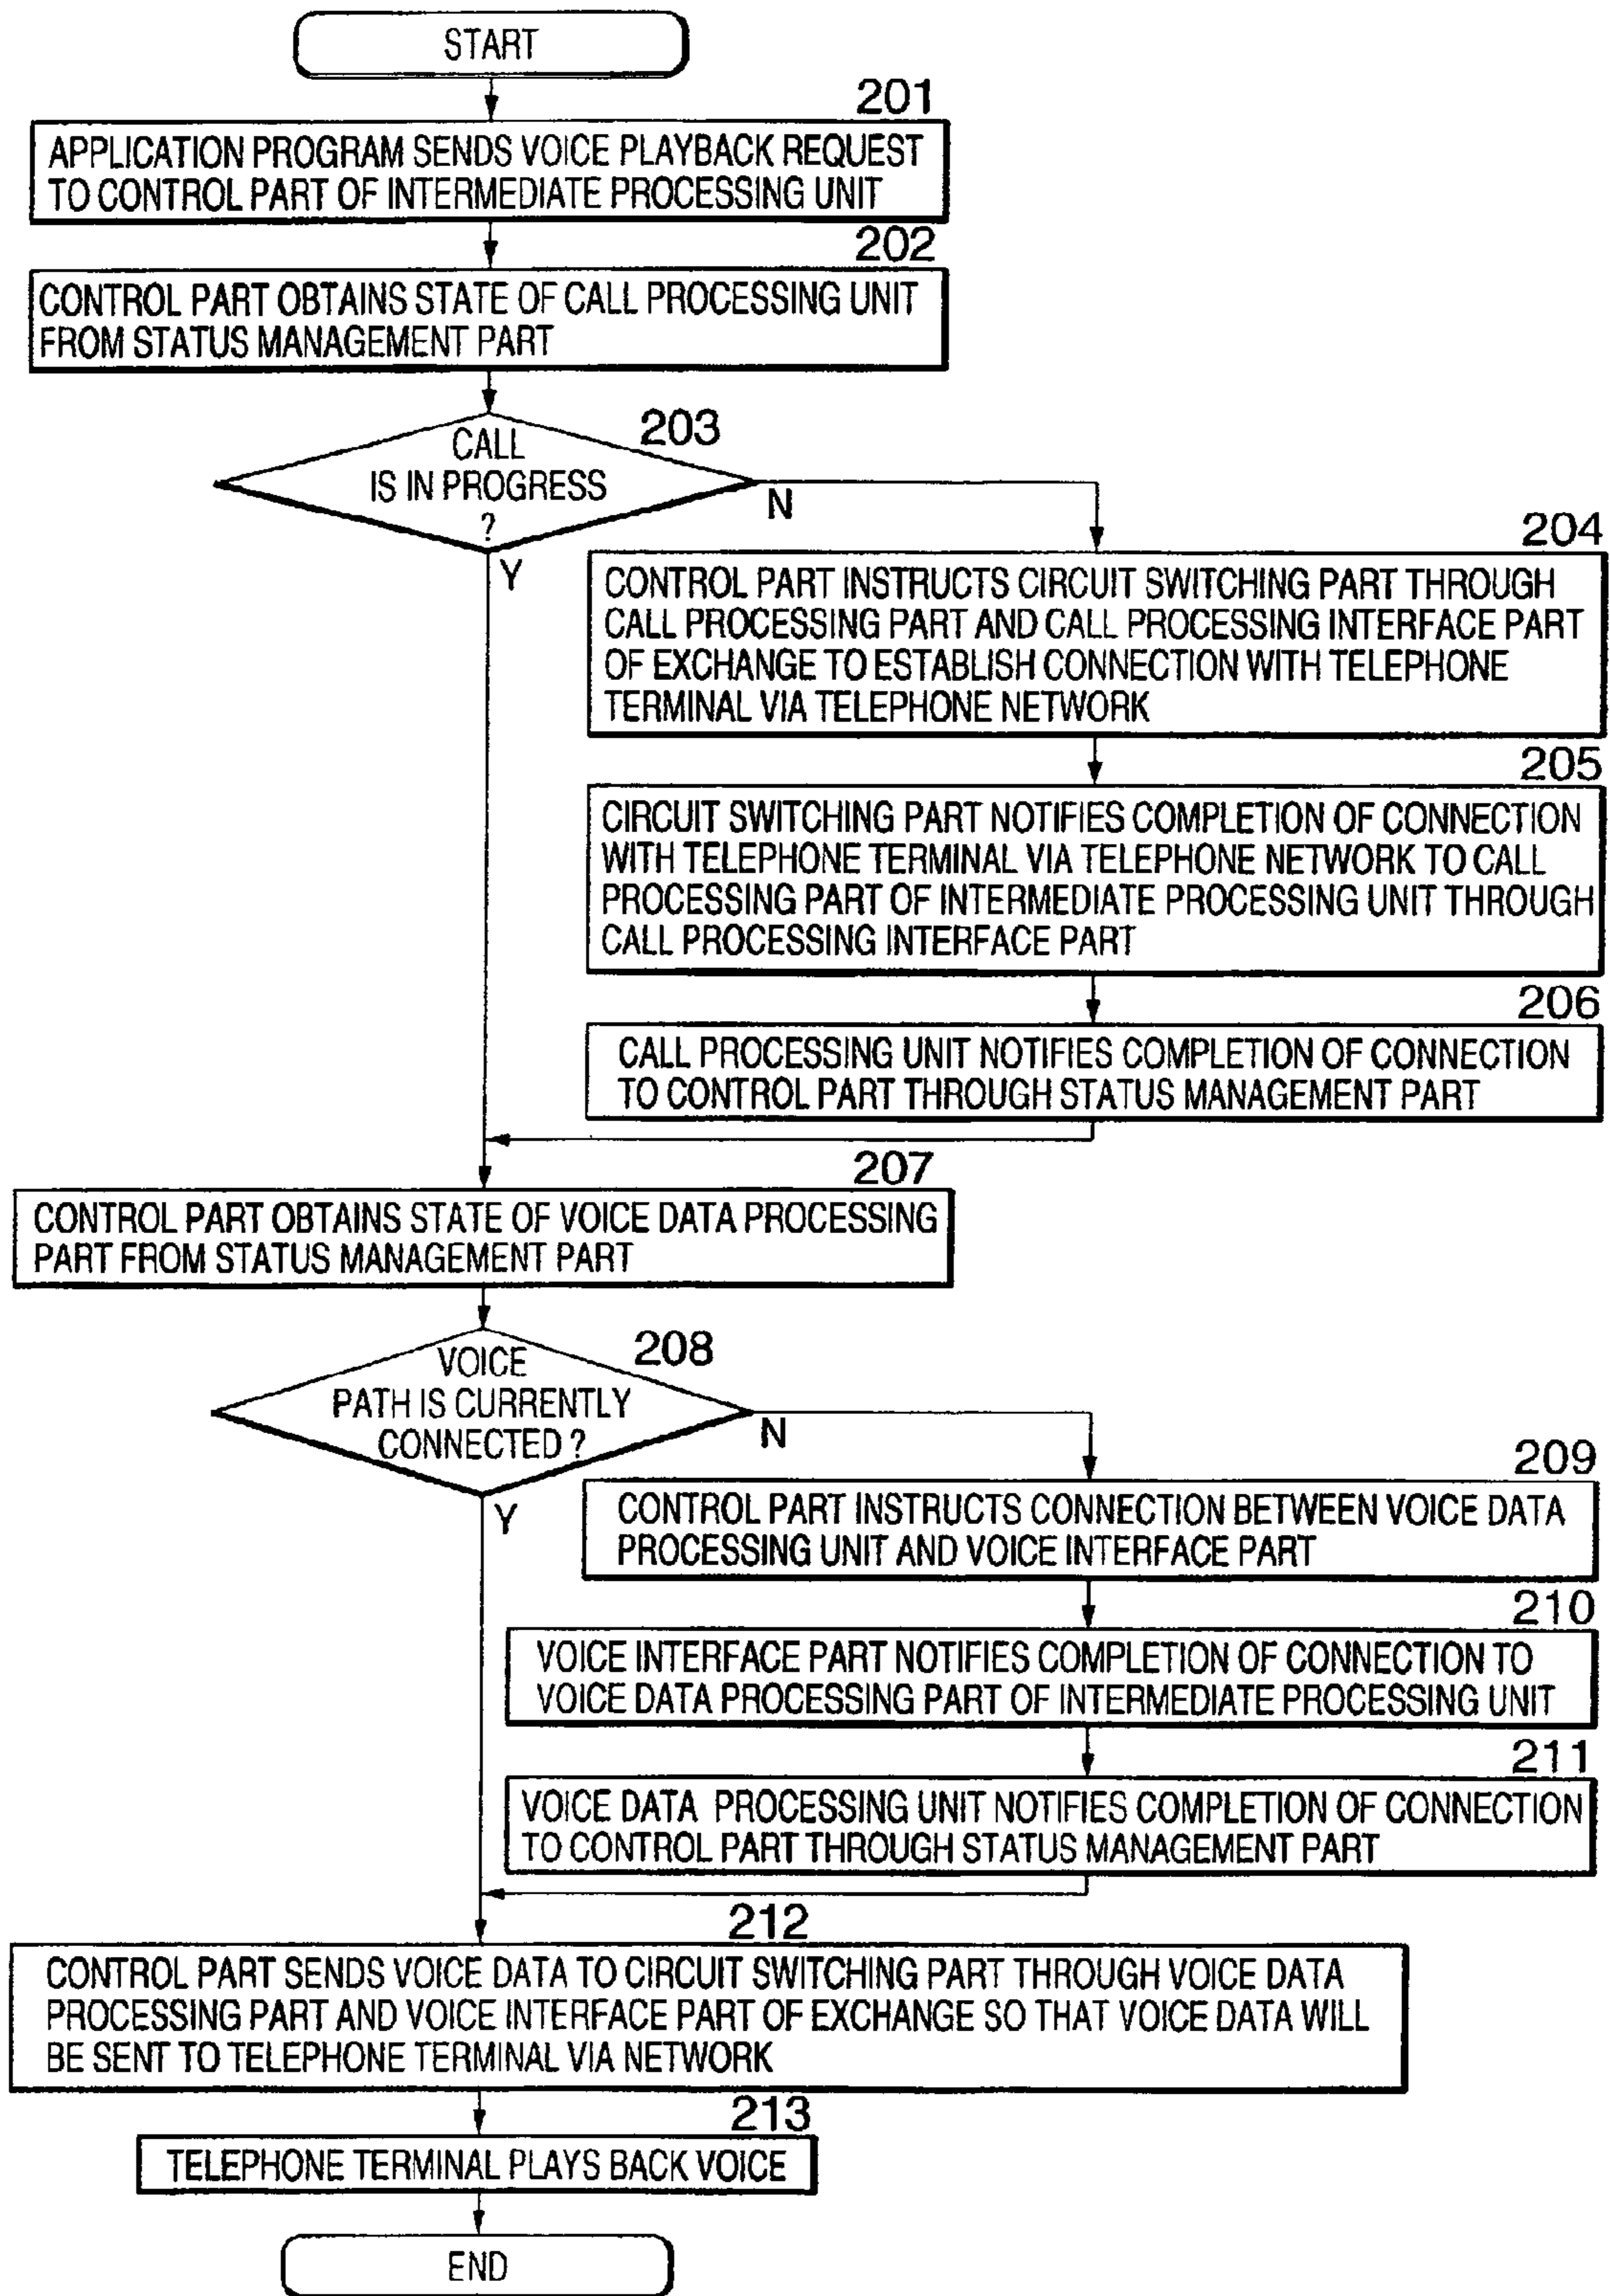 START
201
APPLICATION PROGRAM SENDS VOICE PLAYBACK REQUEST
TO CONTROL PART OF INTERMEDIATE PROCESSING UNIT
202
CONTROL PART OBTAINS STATE OF CALL PROCESSING UNIT
FROM STATUS MANAGEMENT PART
203
CALL
IS IN PROGRESS
?
N
Y
204
CONTROL PART INSTRUCTS CIRCUIT SWITCHING PART THROUGH
CALL PROCESSING PART AND CALL PROCESSING INTERFACE PART
OF EXCHANGE TO ESTABLISH CONNECTION WITH TELEPHONE
TERMINAL VIA TELEPHONE NETWORK
205
CIRCUIT SWITCHING PART NOTIFIES COMPLETION OF CONNECTION
WITH TELEPHONE TERMINAL VIA TELEPHONE NETWORK TO CALL
PROCESSING PART OF INTERMEDIATE PROCESSING UNIT THROUGH
CALL PROCESSING INTERFACE PART
206
CALL PROCESSING UNIT NOTIFIES COMPLETION OF CONNECTION
TO CONTROL PART THROUGH STATUS MANAGEMENT PART
207
CONTROL PART OBTAINS STATE OF VOICE DATA PROCESSING
PART FROM STATUS MANAGEMENT PART
208
VOICE
PATH IS CURRENTLY
CONNECTED ?
N
Y
209
CONTROL PART INSTRUCTS CONNECTION BETWEEN VOICE DATA
PROCESSING UNIT AND VOICE INTERFACE PART
210
VOICE INTERFACE PART NOTIFIES COMPLETION OF CONNECTION TO
VOICE DATA PROCESSING PART OF INTERMEDIATE PROCESSING UNIT
211
VOICE DATA PROCESSING UNIT NOTIFIES COMPLETION OF CONNECTION
TO CONTROL PART THROUGH STATUS MANAGEMENT PART
212
CONTROL PART SENDS VOICE DATA TO CIRCUIT SWITCHING PART THROUGH VOICE DATA
PROCESSING PART AND VOICE INTERFACE PART OF EXCHANGE SO THAT VOICE DATA WILL
BE SENT TO TELEPHONE TERMINAL VIA NETWORK
213
TELEPHONE TERMINAL PLAYS BACK VOICE
END